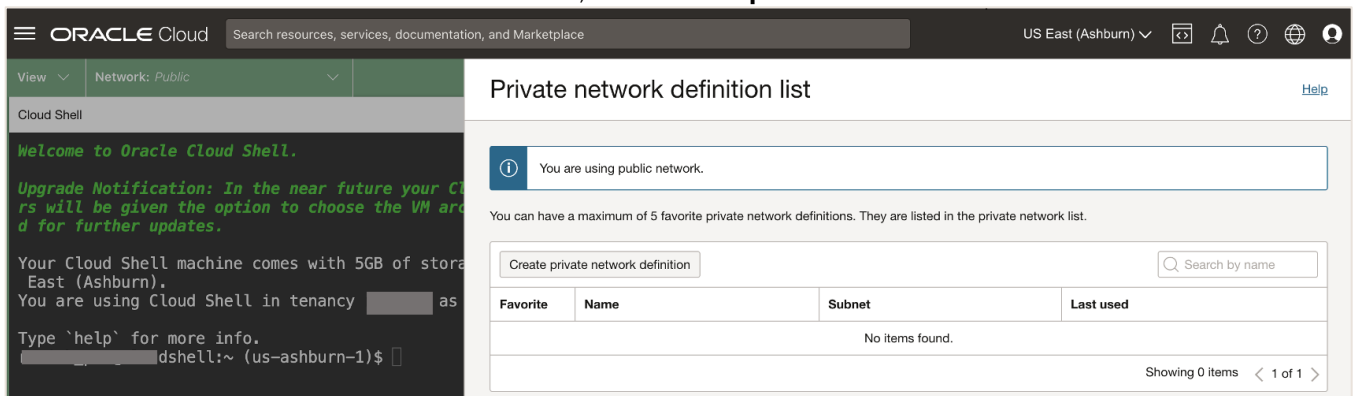 ORACLE Cloud
Search resources, services, documentation, and Marketplace
US East (Ashburn)
View
Network: Public
Cloud Shell
Welcome to Oracle Cloud Shell.
Upgrade Notification: In the near future your Cl
rs will be given the option to choose the VM arc
d for further updates.
Your Cloud Shell machine comes with 5GB of stora
East (Ashburn).
You are using Cloud Shell in tenancy as
Type `help` for more info.
dshell:~ (us-ashburn-1)$
Private network definition list
Help
You are using public network.
You can have a maximum of 5 favorite private network definitions. They are listed in the private network list.
Create private network definition
Search by name
Favorite Name Subnet Last used
No items found.
Showing 0 items < 1 of 1 >